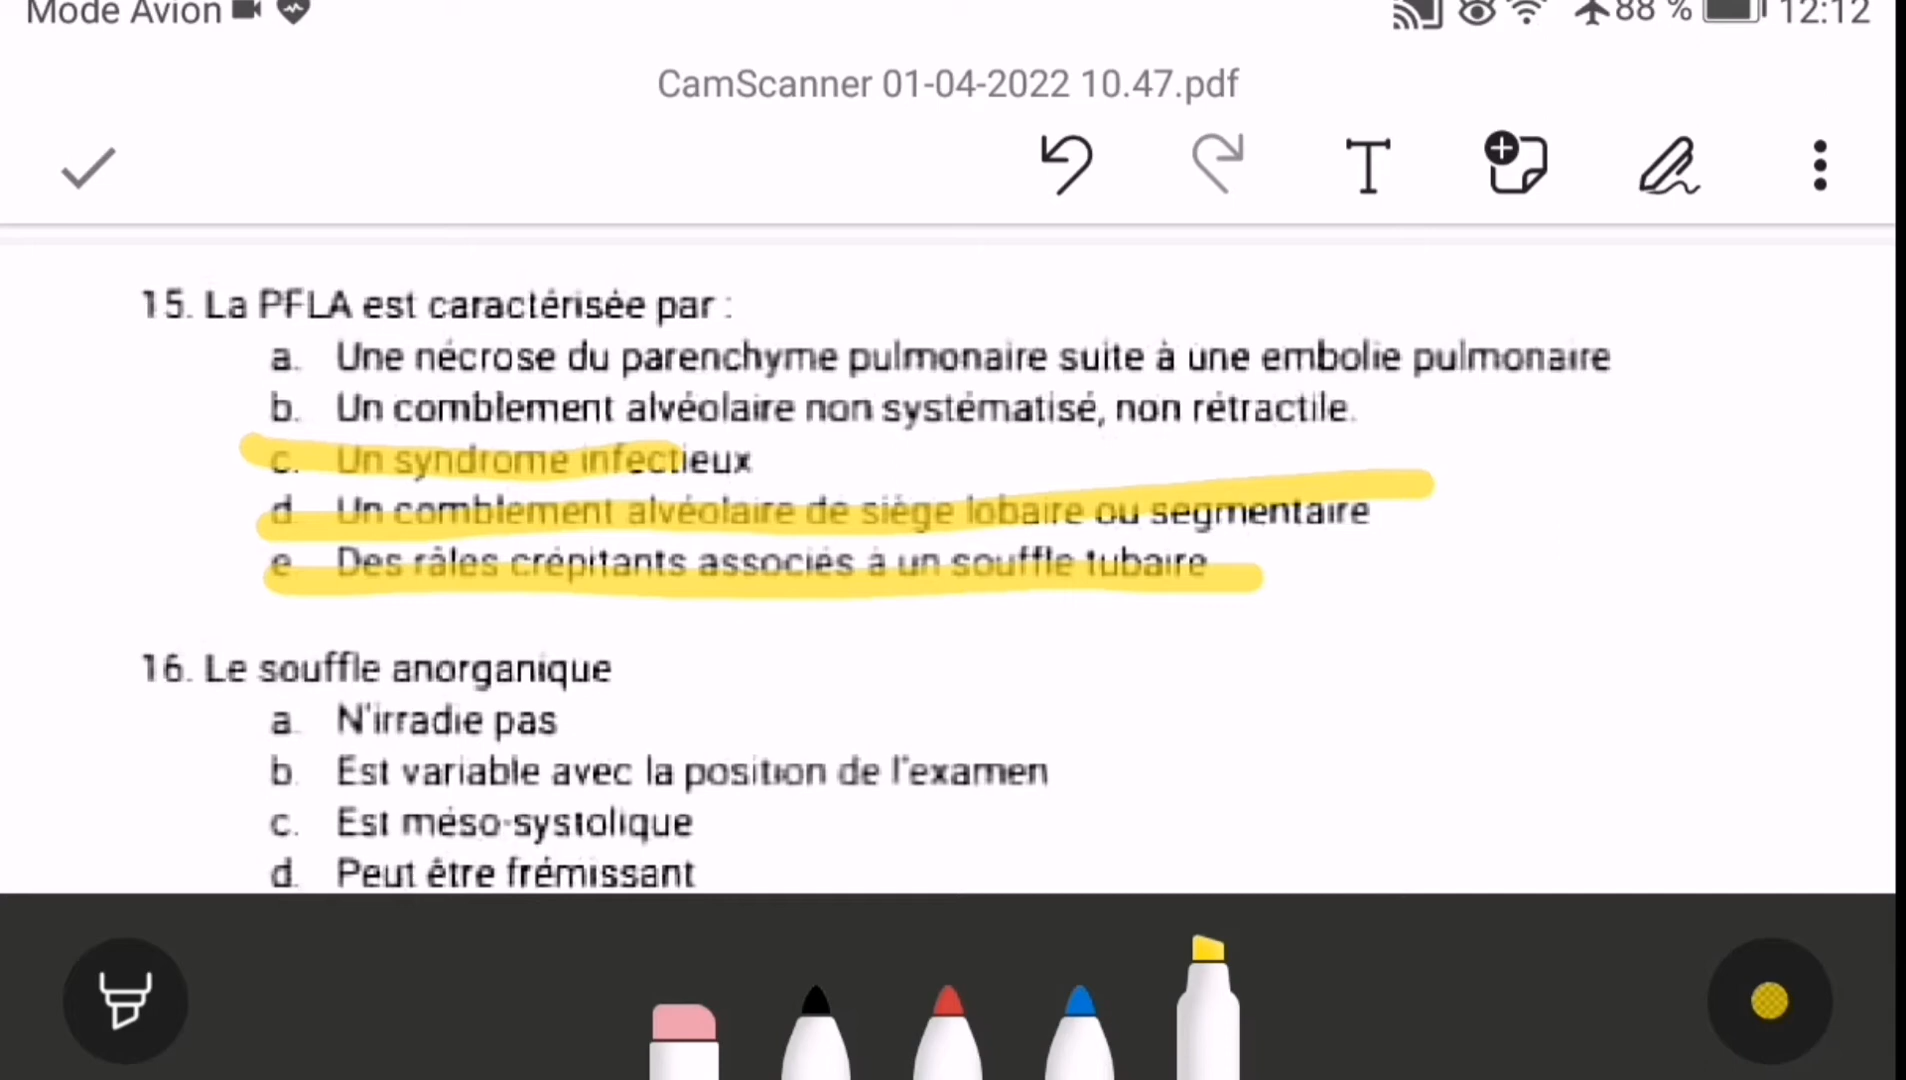 Mode Avion
88 % 12:12
CamScanner 01-04-2022 10.47.pdf
T
15. La PFLA est caractérisée par :
a. Une nécrose du parenchyme pulmonaire suite à une embolie pulmonaire
b. Un comblement alvéolaire non systématisé, non rétractile.
c. Un syndrome infectieux
d. Un comblement alvéolaire de siége lobaire ou segmentaire
e. Des râles crépitants associés à un souffle tubaire
16. Le souffle anorganique
a. N'irradie pas
b. Est variable avec la position de l'examen
c. Est méso-systolique
d. Peut être frémissant